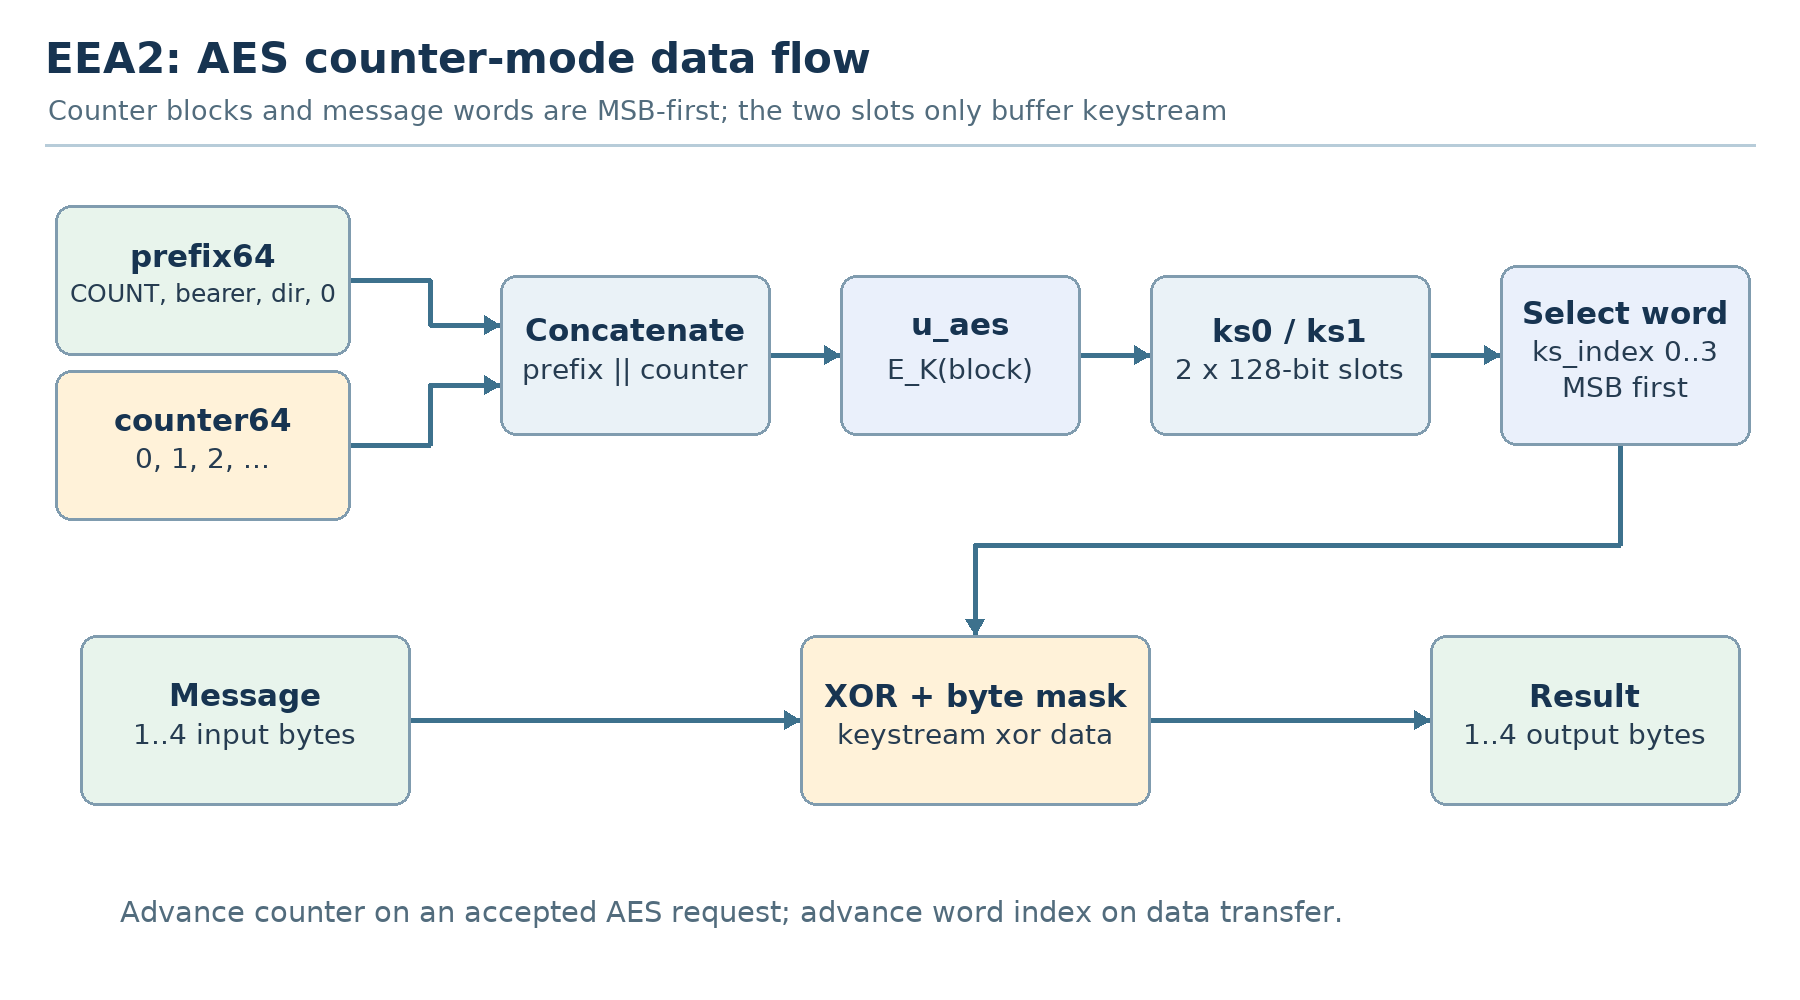 EEA2: AES counter-mode data flow
Counter blocks and message words are MSB-first; the two slots only buffer keystream
prefix64
COUNT, bearer, dir, 0
counter64
0, 1, 2, ...
Concatenate
prefix || counter
u_aes
E_K(block)
ks0 / ks1
2 x 128-bit slots
Select word
ks_index 0..3
MSB first
Message
1..4 input bytes
XOR + byte mask
keystream xor data
Result
1..4 output bytes
Advance counter on an accepted AES request; advance word index on data transfer.